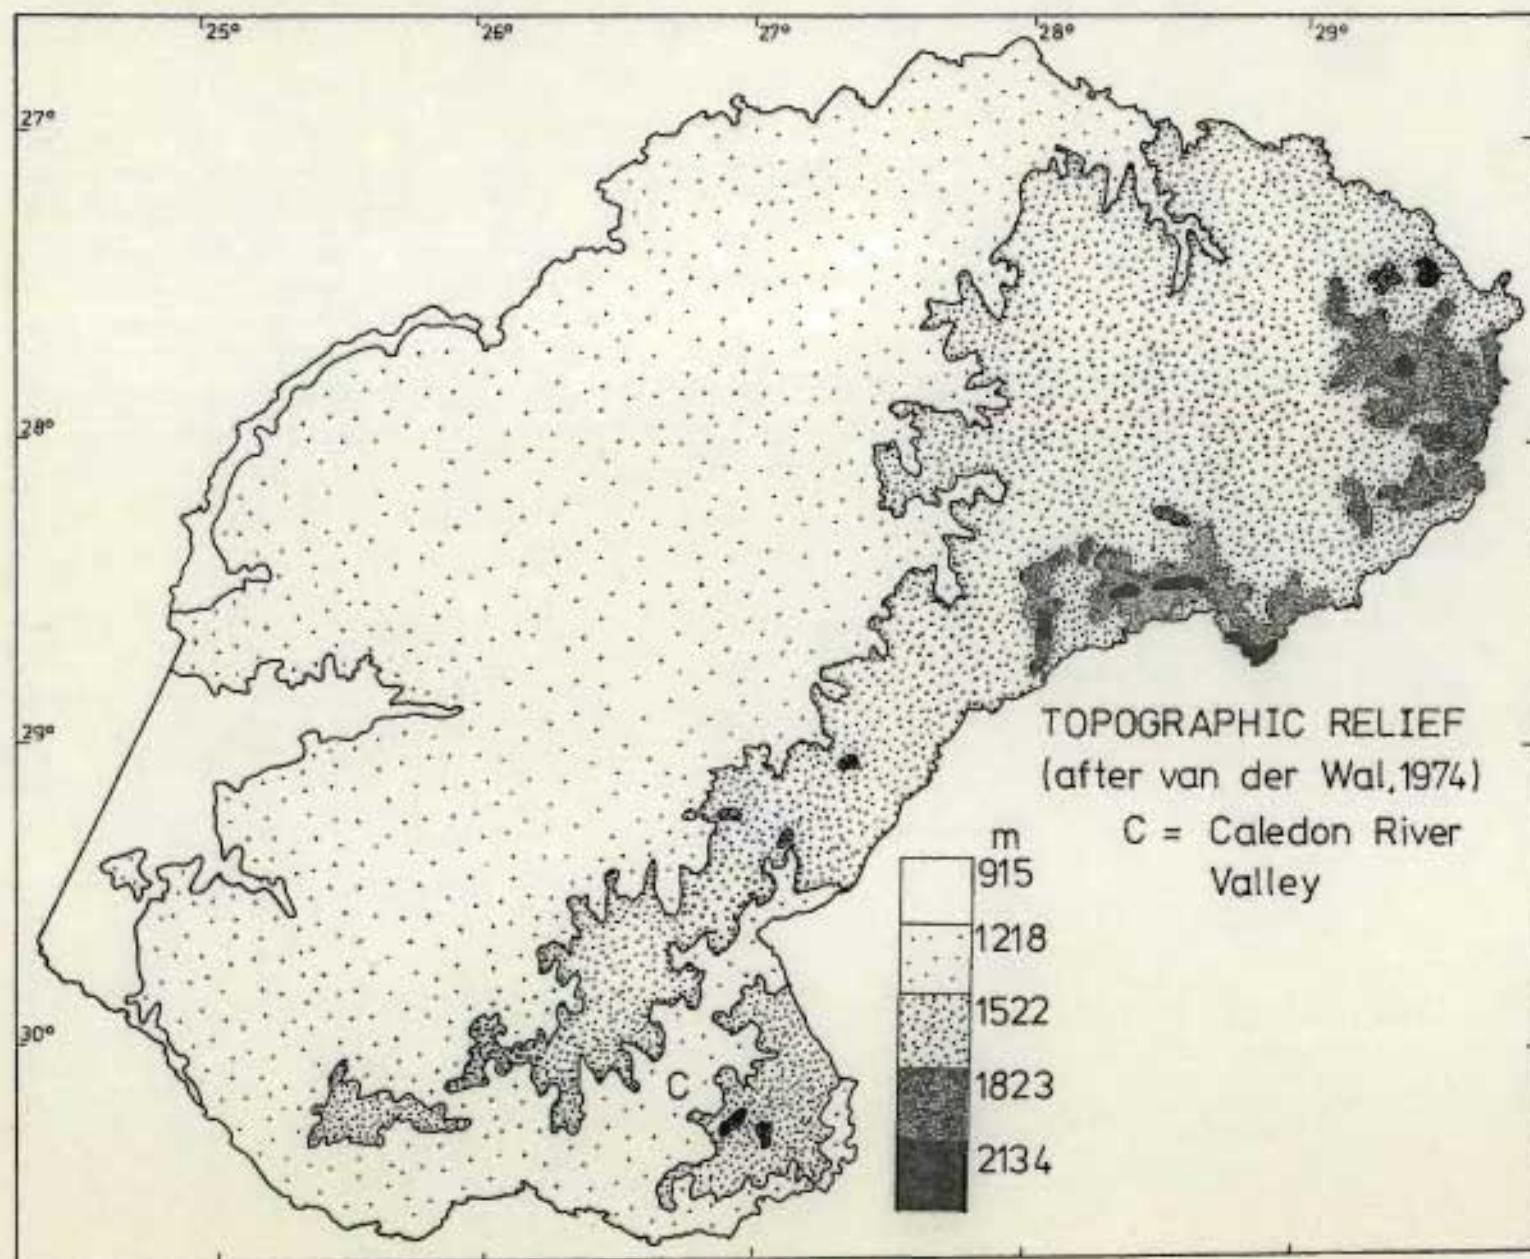 25° 26° 27° 28° 29°
27°
28°
29°
30°
TOPOGRAPHIC RELIEF
(after van der Wal, 1974)
C = Caledon River
Valley
m
915
1218
1522
1823
2134
C